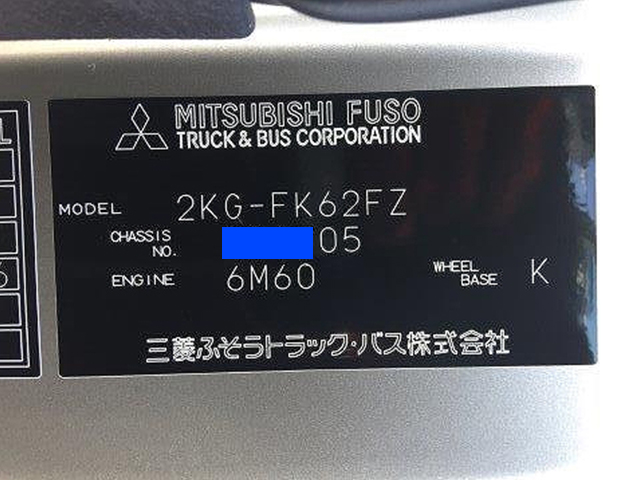 MITSUBISHI FUSO
TRUCK & BUS CORPORATION
MODEL 2KG-FK62FZ
CHASSIS NO. 05
ENGINE 6M60 WHEEL BASE K
三菱ふそうトラック・バス株式会社
L
6